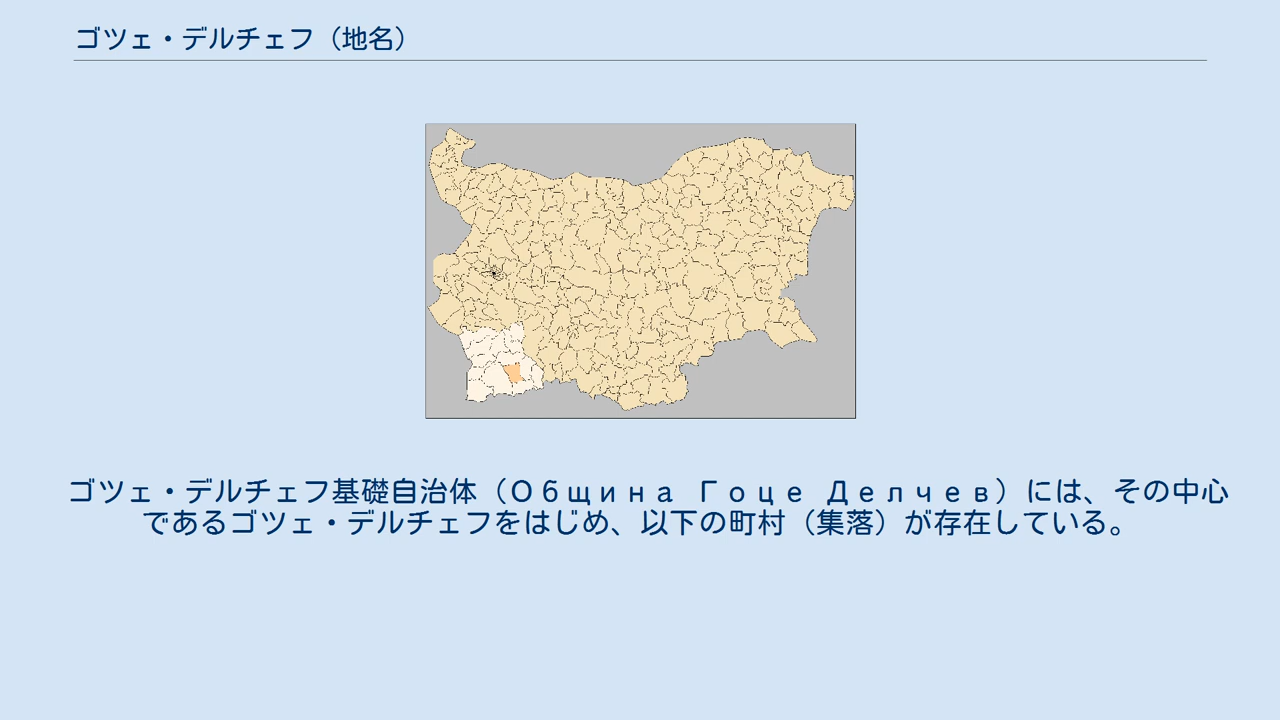 ゴツェ・デルチェフ（地名）
ゴツェ・デルチェフ基礎自治体（Община Гоце Делчев）には、その中心
であるゴツェ・デルチェフをはじめ、以下の町村（集落）が存在している。